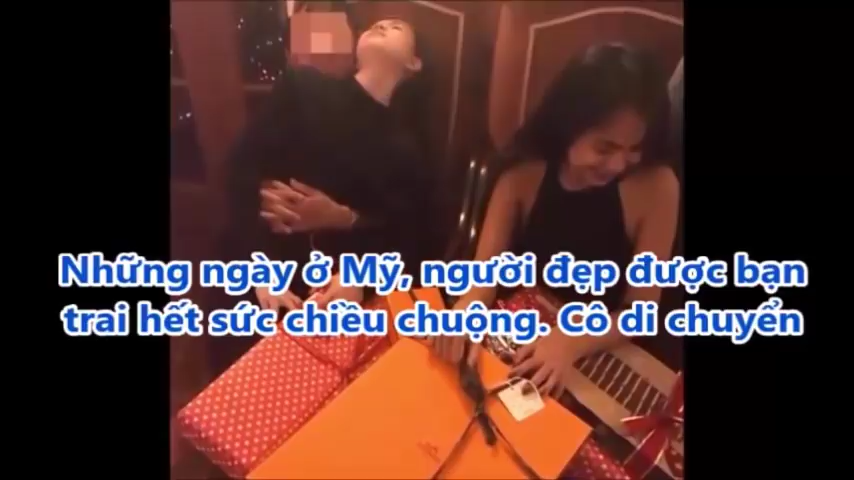 Những ngày ở Mỹ, người đẹp được bạn
trai hết sức chiều chuộng. Cô di chuyển